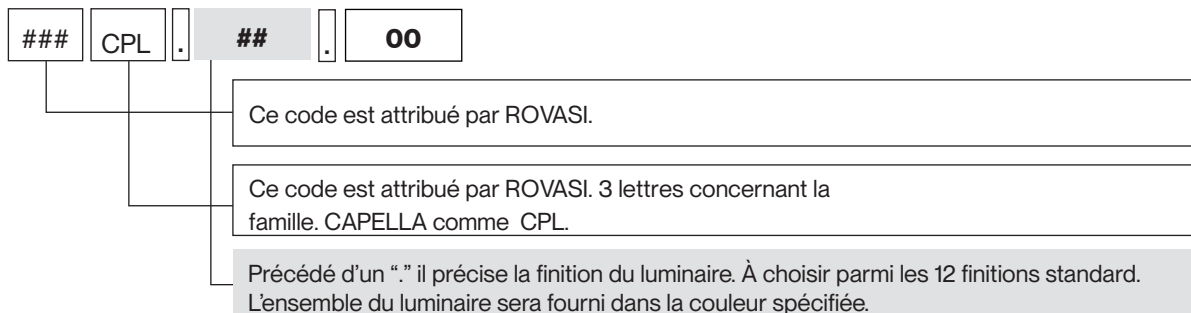 ### CPL . ## . 00
Ce code est attribué par ROVASI.
Ce code est attribué par ROVASI. 3 lettres concernant la
famille. CAPELLA comme CPL.
Précédé d'un “.” il précise la finition du luminaire. À choisir parmi les 12 finitions standard.
L'ensemble du luminaire sera fourni dans la couleur spécifiée.